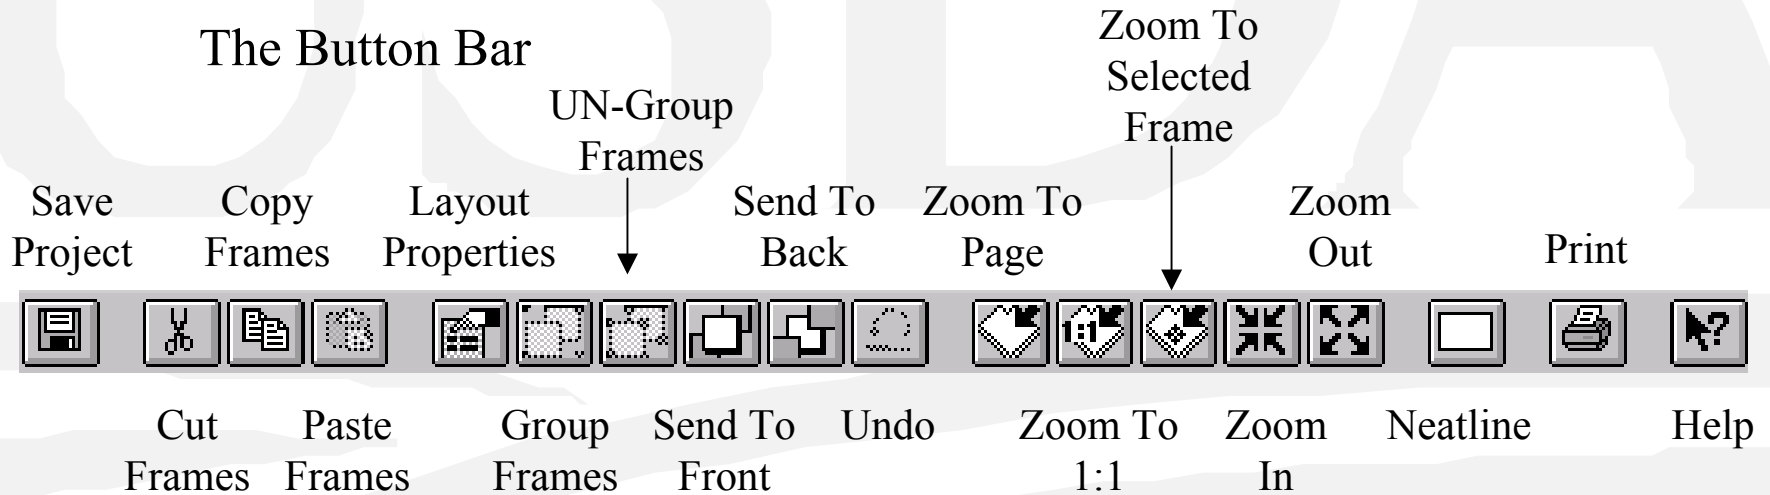 The Button Bar
Zoom To
Selected
Frame
UN-Group
Frames
Save
Project
Copy
Frames
Layout
Properties
Send To
Back
Zoom To
Page
Zoom
Out
Print
1:1
?
Cut
Frames
Paste
Frames
Group
Frames
Send To
Front
Undo
Zoom To
1:1
Zoom
In
Neatline
Help
USDA